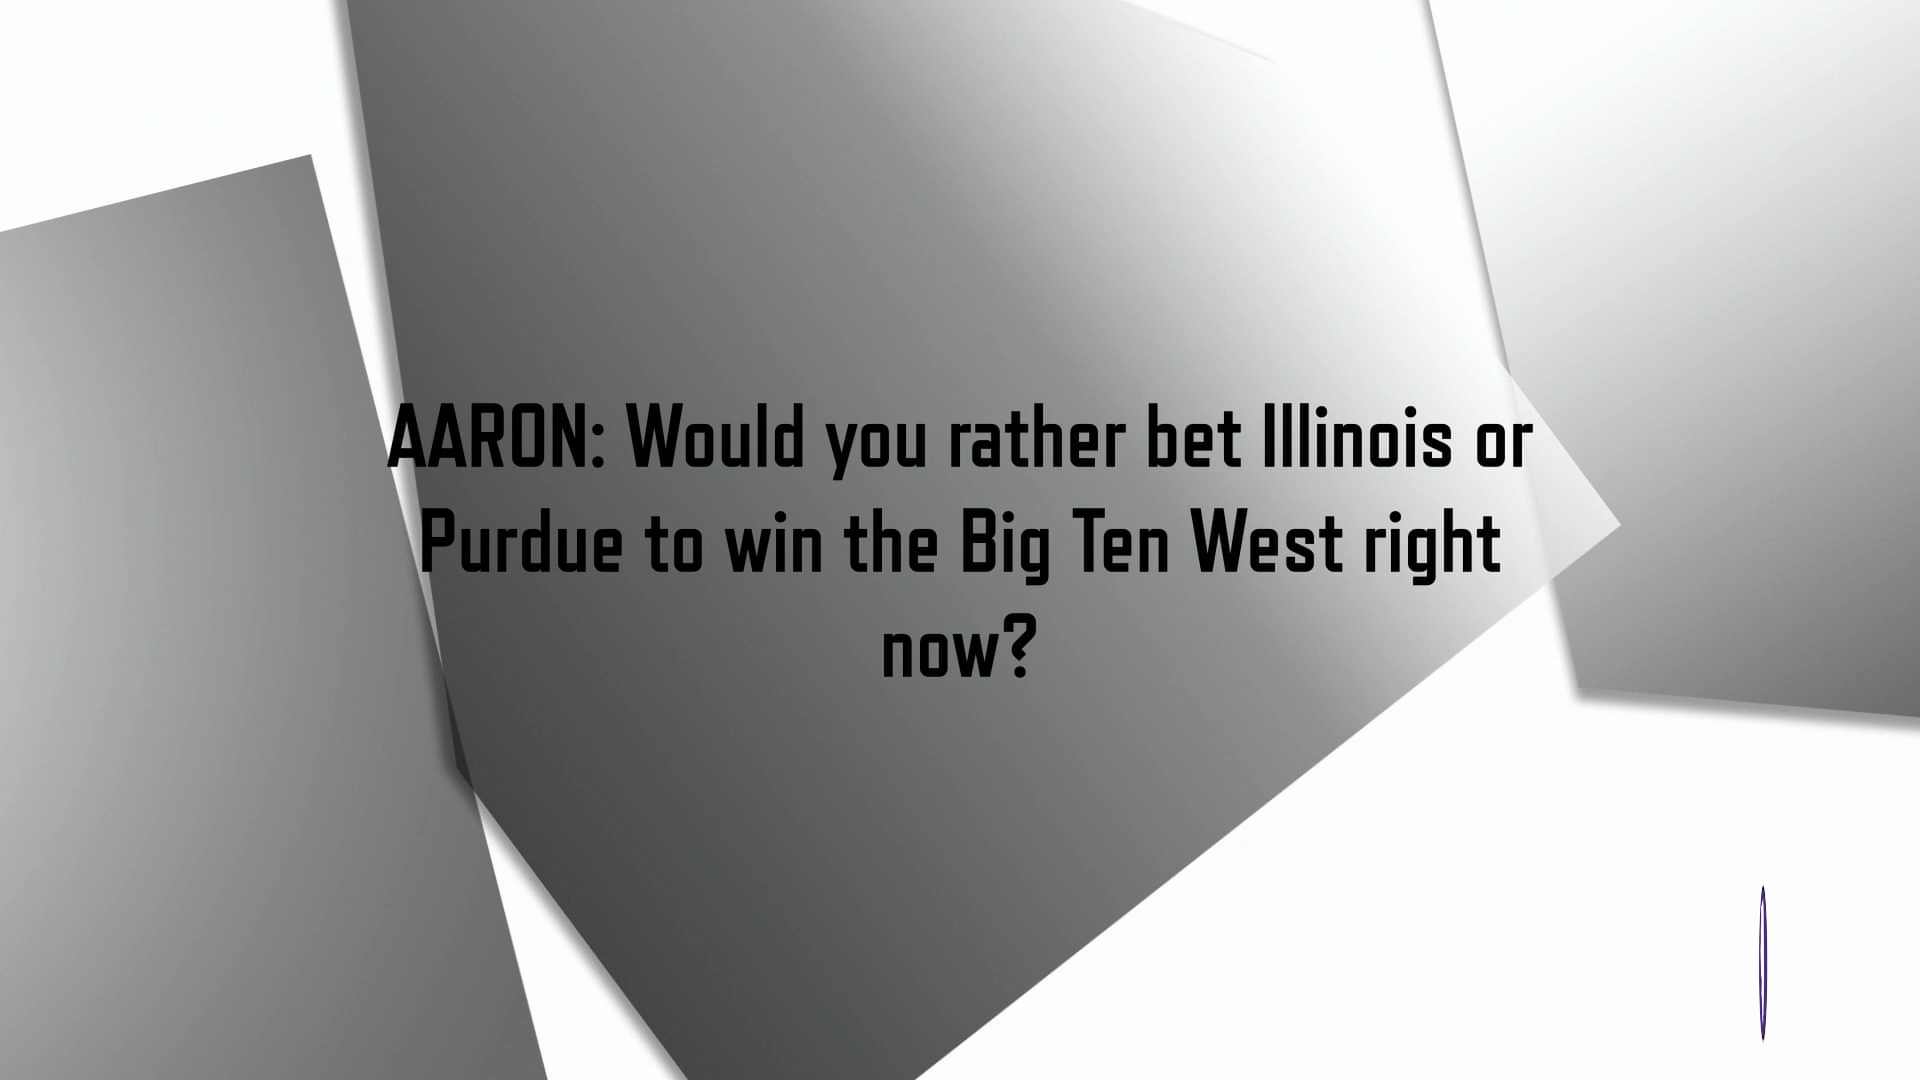 AARON: Would you rather bet Illinois or
Purdue to win the Big Ten West right
now?